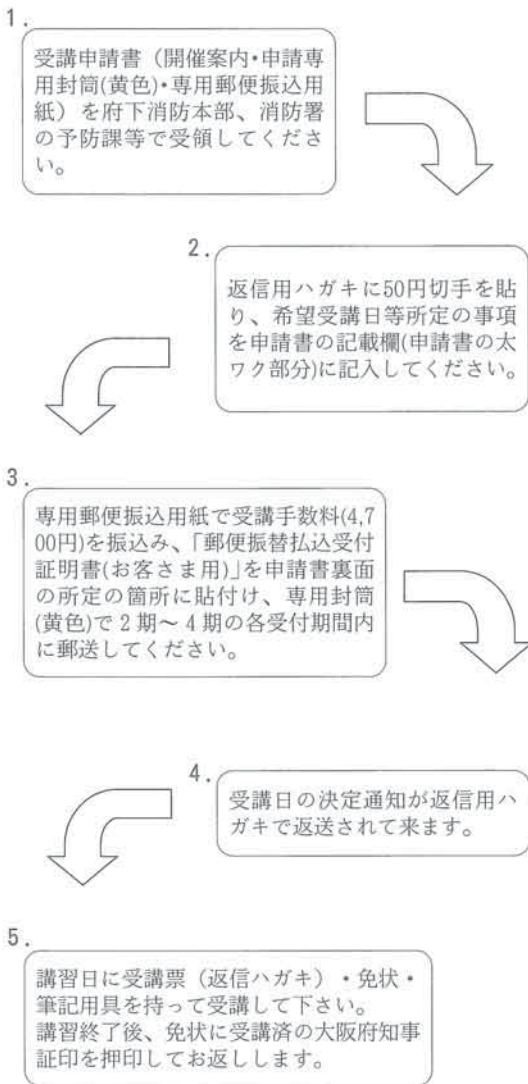 1.
受講申請書（開催案内・申請専
用封筒(黄色)・専用郵便振込用
紙）を府下消防本部、消防署
の予防課等で受領してくださ
い。
2.
返信用ハガキに50円切手を貼
り、希望受講日等所定の事項
を申請書の記載欄(申請書の太
ワク部分)に記入してください。
3.
専用郵便振込用紙で受講手数料(4,7
00円)を振込み、「郵便振替払込受付
証明書(お客さま用)」を申請書裏面
の所定の箇所に貼付け、専用封筒
(黄色)で2期～4期の各受付期間内
に郵送してください。
4.
受講日の決定通知が返信用ハ
ガキで返送されて来ます。
5.
講習日に受講票（返信ハガキ）・免状・
筆記用具を持って受講して下さい。
講習終了後、免状に受講済の大阪府知事
証印を押印してお返しします。